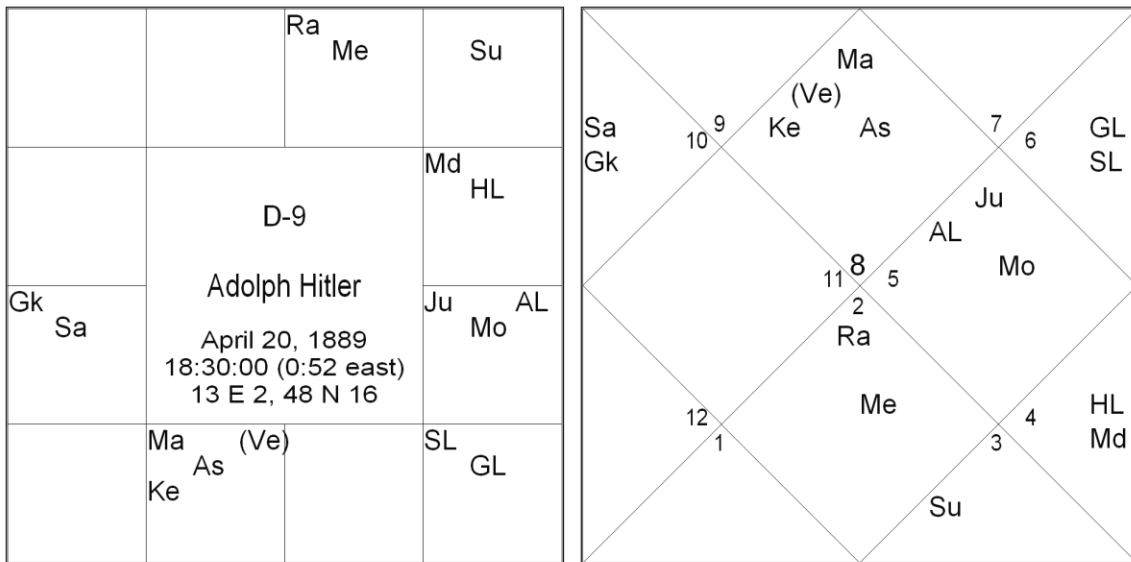 Ra
Me
Su
Md
HL
D-9
Adolph Hitler
April 20, 1889
18:30:00 (0:52 east)
13 E 2, 48 N 16
Gk
Sa
Ju AL
Mo
Ma (Ve)
As
Ke
SL
GL
Ma
(Ve)
Ke As
Sa
Gk
10 9
7 6
GL
SL
Ju
AL
Mo
8
11 5
2
Ra
Me
12
1
4
3
HL
Md
Su